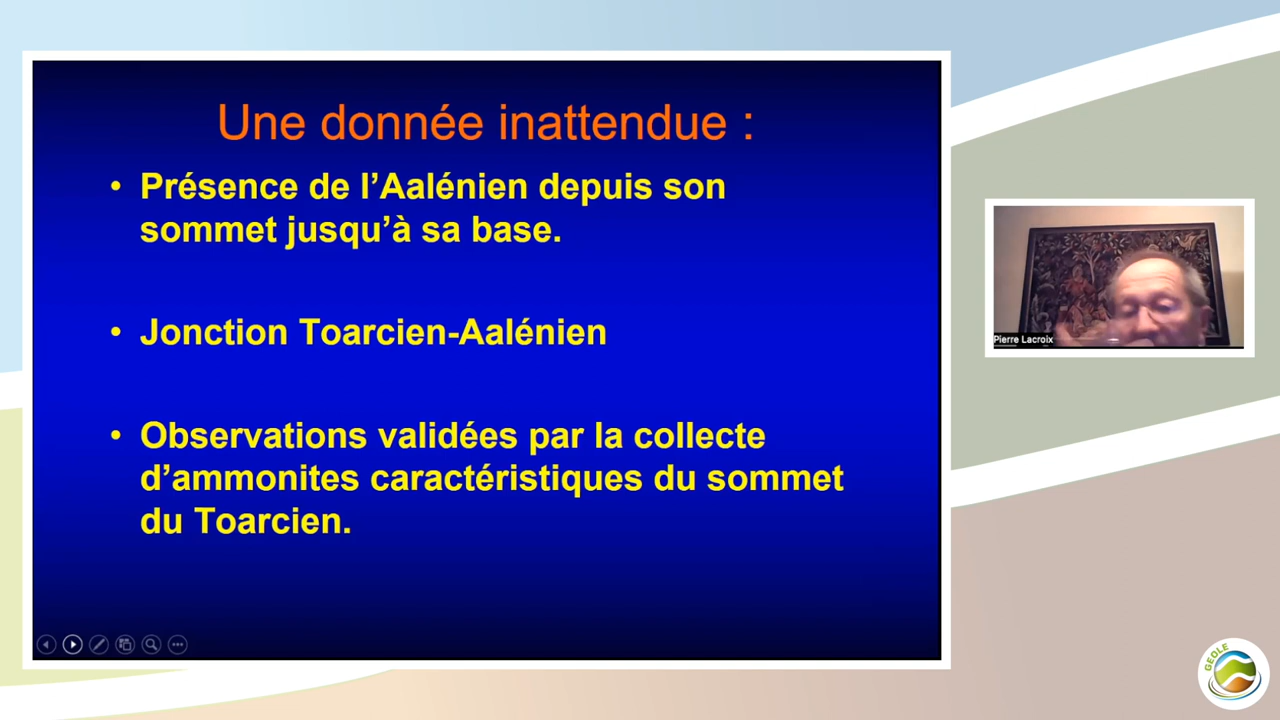 Une donnée inattendue :
• Présence de l’Aalénien depuis son
sommet jusqu’à sa base.
• Jonction Toarcien-Aalénien
• Observations validées par la collecte
d’ammonites caractéristiques du sommet
du Toarcien.
Pierre Lacroix
GEOLE